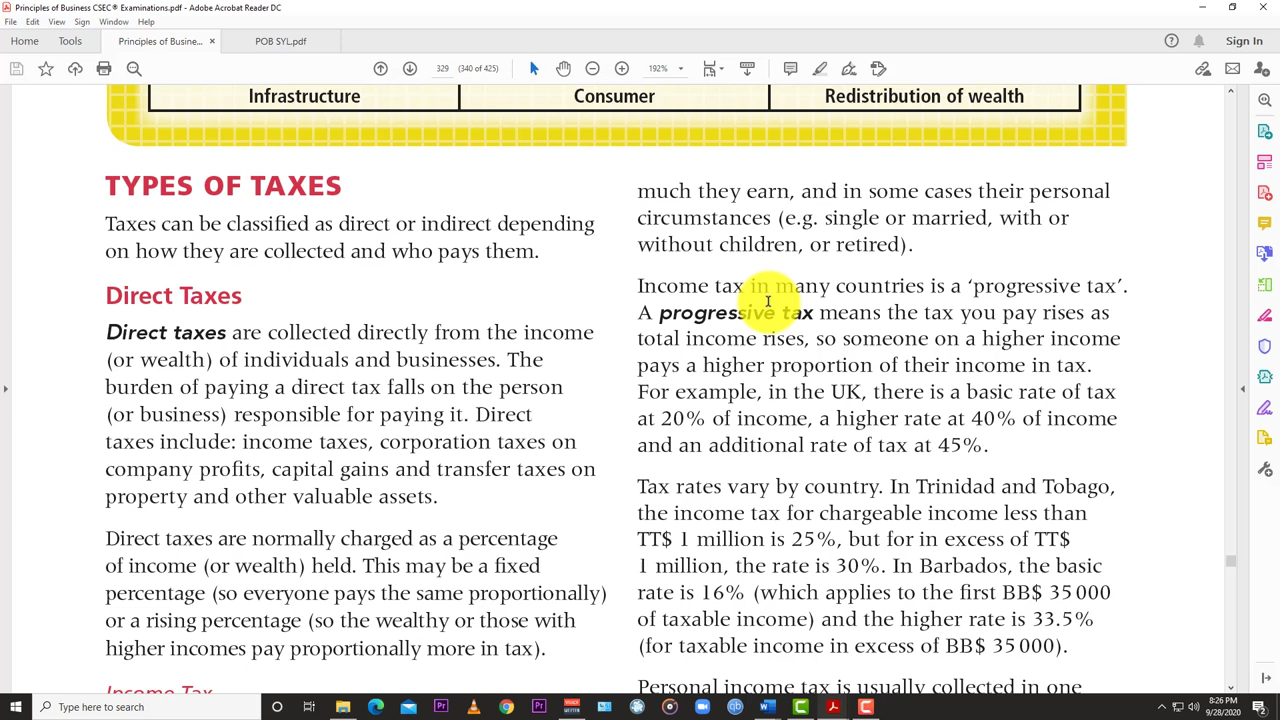 Principles of Business CSEC® Examinations.pdf - Adobe Acrobat Reader DC
File Edit View Sign Window Help
Home Tools Principles of Busine... × POB SYL.pdf Sign In
329 (340 of 425) 192%
Infrastructure Consumer Redistribution of wealth
TYPES OF TAXES
Taxes can be classified as direct or indirect depending
on how they are collected and who pays them.
Direct Taxes
Direct taxes are collected directly from the income
(or wealth) of individuals and businesses. The
burden of paying a direct tax falls on the person
(or business) responsible for paying it. Direct
taxes include: income taxes, corporation taxes on
company profits, capital gains and transfer taxes on
property and other valuable assets.
Direct taxes are normally charged as a percentage
of income (or wealth) held. This may be a fixed
percentage (so everyone pays the same proportionally)
or a rising percentage (so the wealthy or those with
higher incomes pay proportionally more in tax).
Income Tax
much they earn, and in some cases their personal
circumstances (e.g. single or married, with or
without children, or retired).
Income tax in many countries is a ‘progressive tax’.
A progressive tax means the tax you pay rises as
total income rises, so someone on a higher income
pays a higher proportion of their income in tax.
For example, in the UK, there is a basic rate of tax
at 20% of income, a higher rate at 40% of income
and an additional rate of tax at 45%.
Tax rates vary by country. In Trinidad and Tobago,
the income tax for chargeable income less than
TT$ 1 million is 25%, but for in excess of TT$
1 million, the rate is 30%. In Barbados, the basic
rate is 16% (which applies to the first BB$ 35 000
of taxable income) and the higher rate is 33.5%
(for taxable income in excess of BB$ 35 000).
Personal income tax is usually collected in one
Type here to search
8:26 PM
9/28/2020